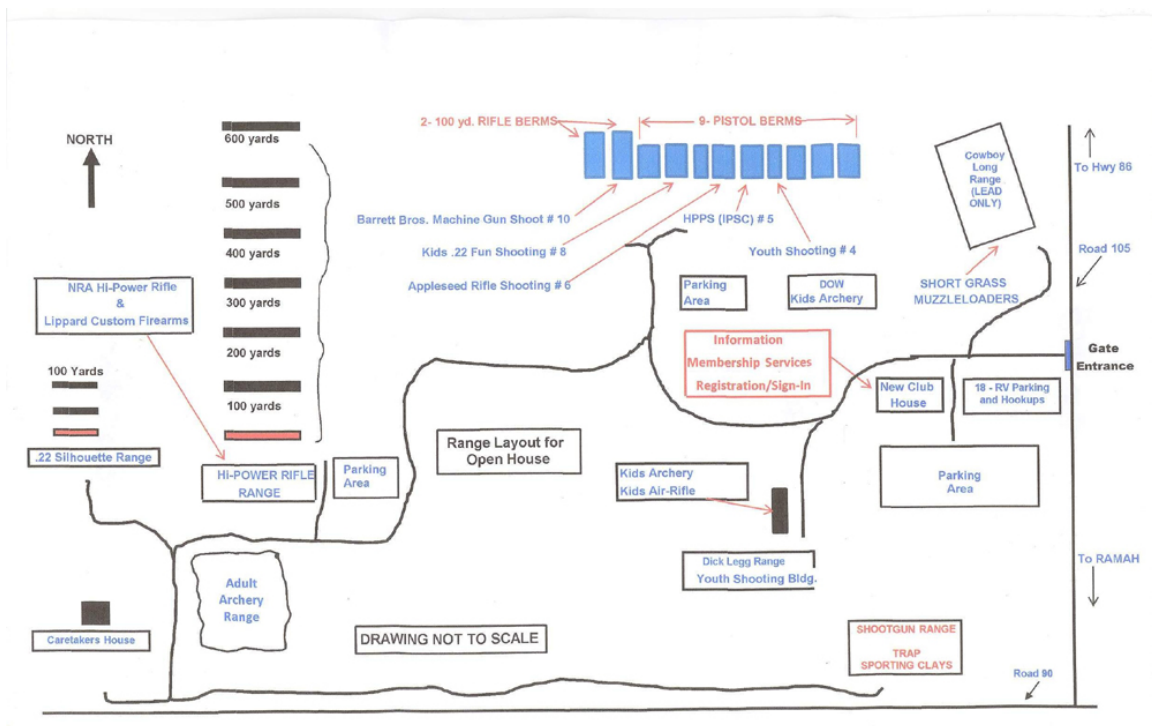 2- 100 yd. RIFLE BERMS
9- PISTOL BERMS
NORTH
600 yards
500 yards
400 yards
300 yards
200 yards
100 yards
Cowboy
Long
Range
(LEAD
ONLY)
To Hwy 86
Barrett Bros. Machine Gun Shoot # 10
HPPS (IPSC) # 5
Kids .22 Fun Shooting # 8
Youth Shooting # 4
Appleseed Rifle Shooting # 6
Road 105
Parking
Area
DOW
Kids Archery
SHORT GRASS
MUZZLELOADERS
NRA Hi-Power Rifle
&
Lippard Custom Firearms
Information
Membership Services
Registration/Sign-In
Gate
Entrance
100 Yards
New Club
House
18 - RV Parking
and Hookups
.22 Silhouette Range
Range Layout for
Open House
HI-POWER RIFLE
RANGE
Parking
Area
Kids Archery
Kids Air-Rifle
Parking
Area
Dick Legg Range
Youth Shooting Bldg.
To RAMAH
Adult
Archery
Range
Caretakers House
DRAWING NOT TO SCALE
SHOOTGUN RANGE
TRAP
SPORTING CLAYS
Road 90